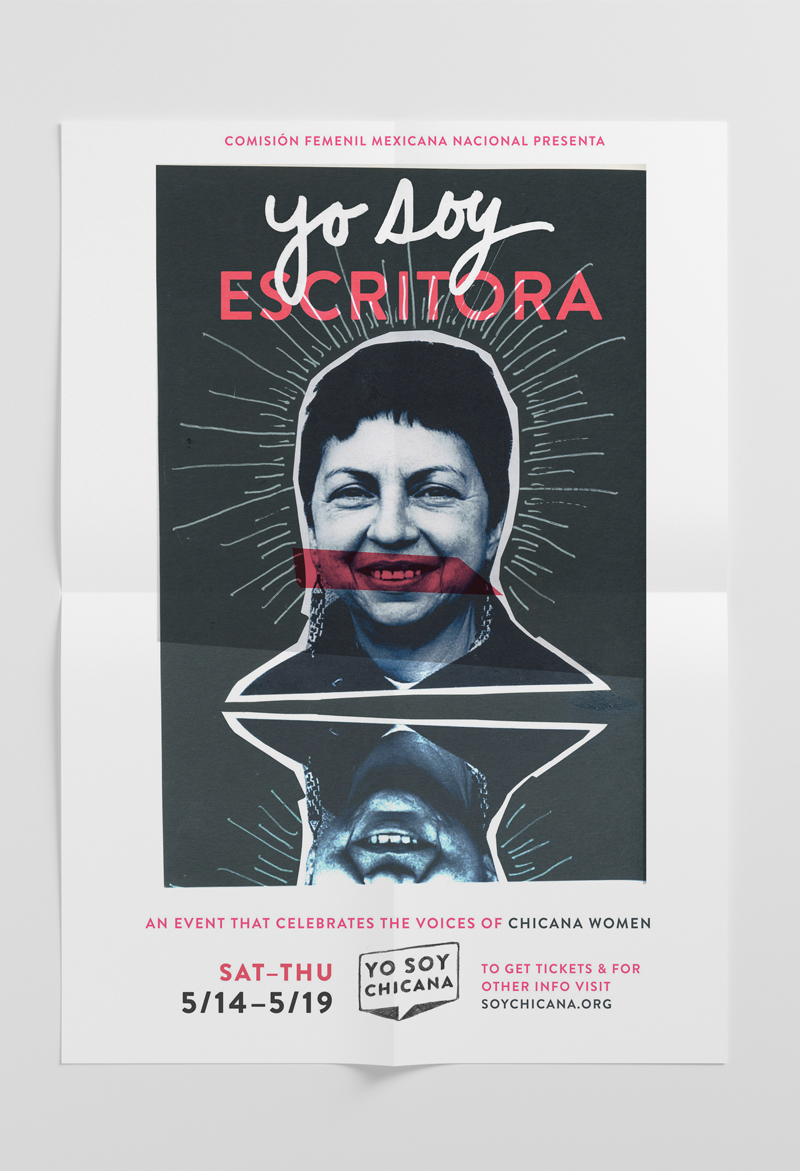 COMISIÓN FEMENIL MEXICANA NACIONAL PRESENTA
yo soy
ESCRITORA
AN EVENT THAT CELEBRATES THE VOICES OF CHICANA WOMEN
SAT–THU
5/14–5/19
YO SOY
CHICANA
TO GET TICKETS & FOR
OTHER INFO VISIT
SOYCHICANA.ORG